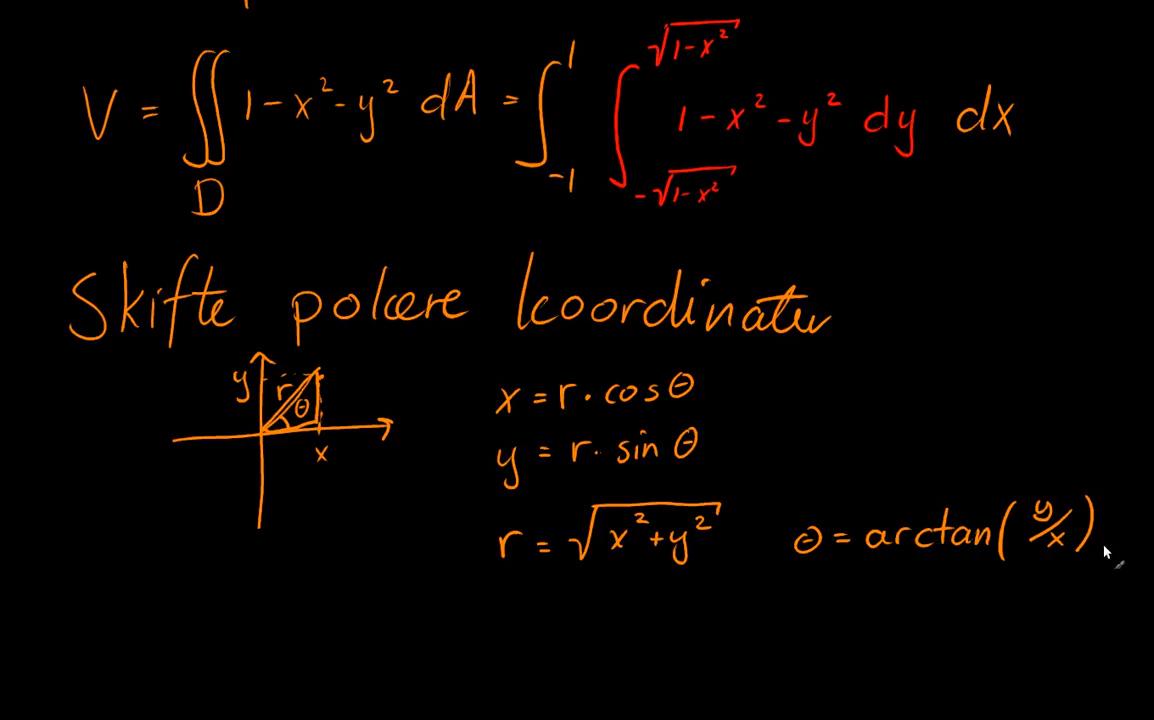 V = ∬_D 1-x²-y² dA = ∫_{-1}^{1} ∫_{-√(1-x²)}^{√(1-x²)} 1-x²-y² dy dx
Skifte polære koordinater
y r θ
x
x = r · cosθ
y = r · sin θ
r = √(x²+y²) θ = arctan(y/x)